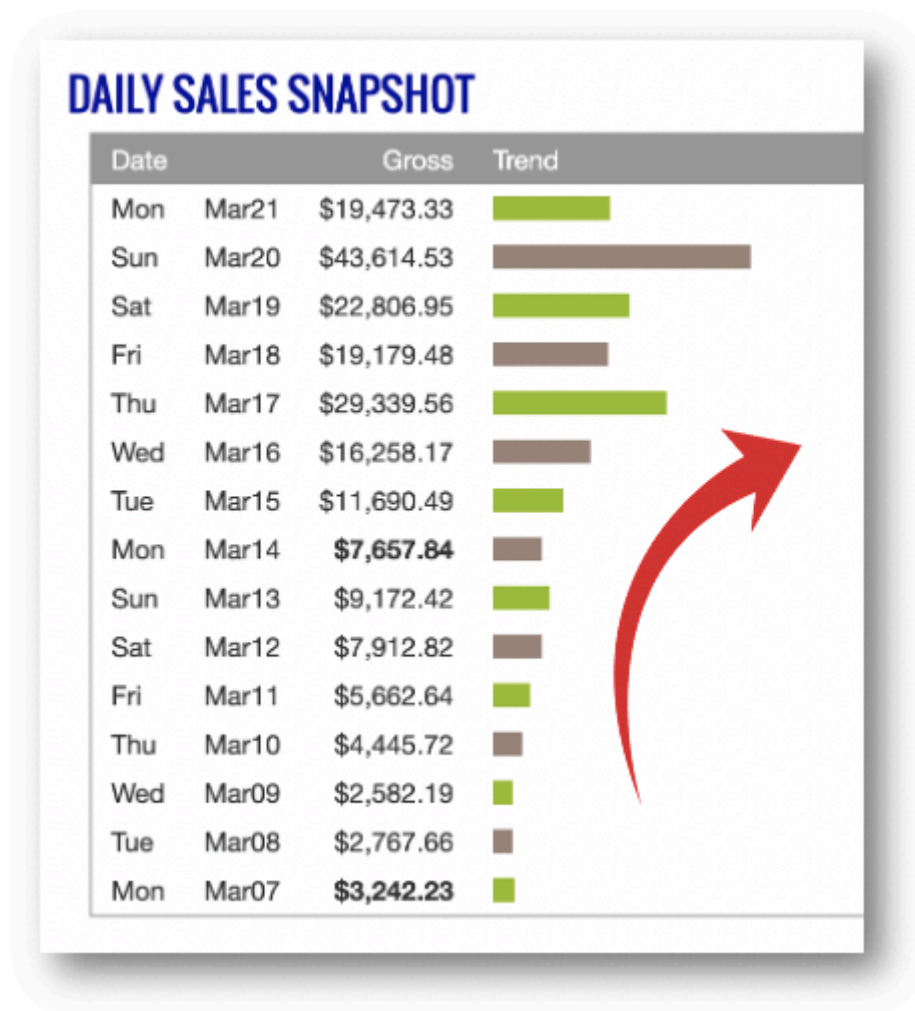 DAILY SALES SNAPSHOT
Date Gross Trend
Mon Mar21 $19,473.33
Sun Mar20 $43,614.53
Sat Mar19 $22,806.95
Fri Mar18 $19,179.48
Thu Mar17 $29,339.56
Wed Mar16 $16,258.17
Tue Mar15 $11,690.49
Mon Mar14 $7,657.84
Sun Mar13 $9,172.42
Sat Mar12 $7,912.82
Fri Mar11 $5,662.64
Thu Mar10 $4,445.72
Wed Mar09 $2,582.19
Tue Mar08 $2,767.66
Mon Mar07 $3,242.23